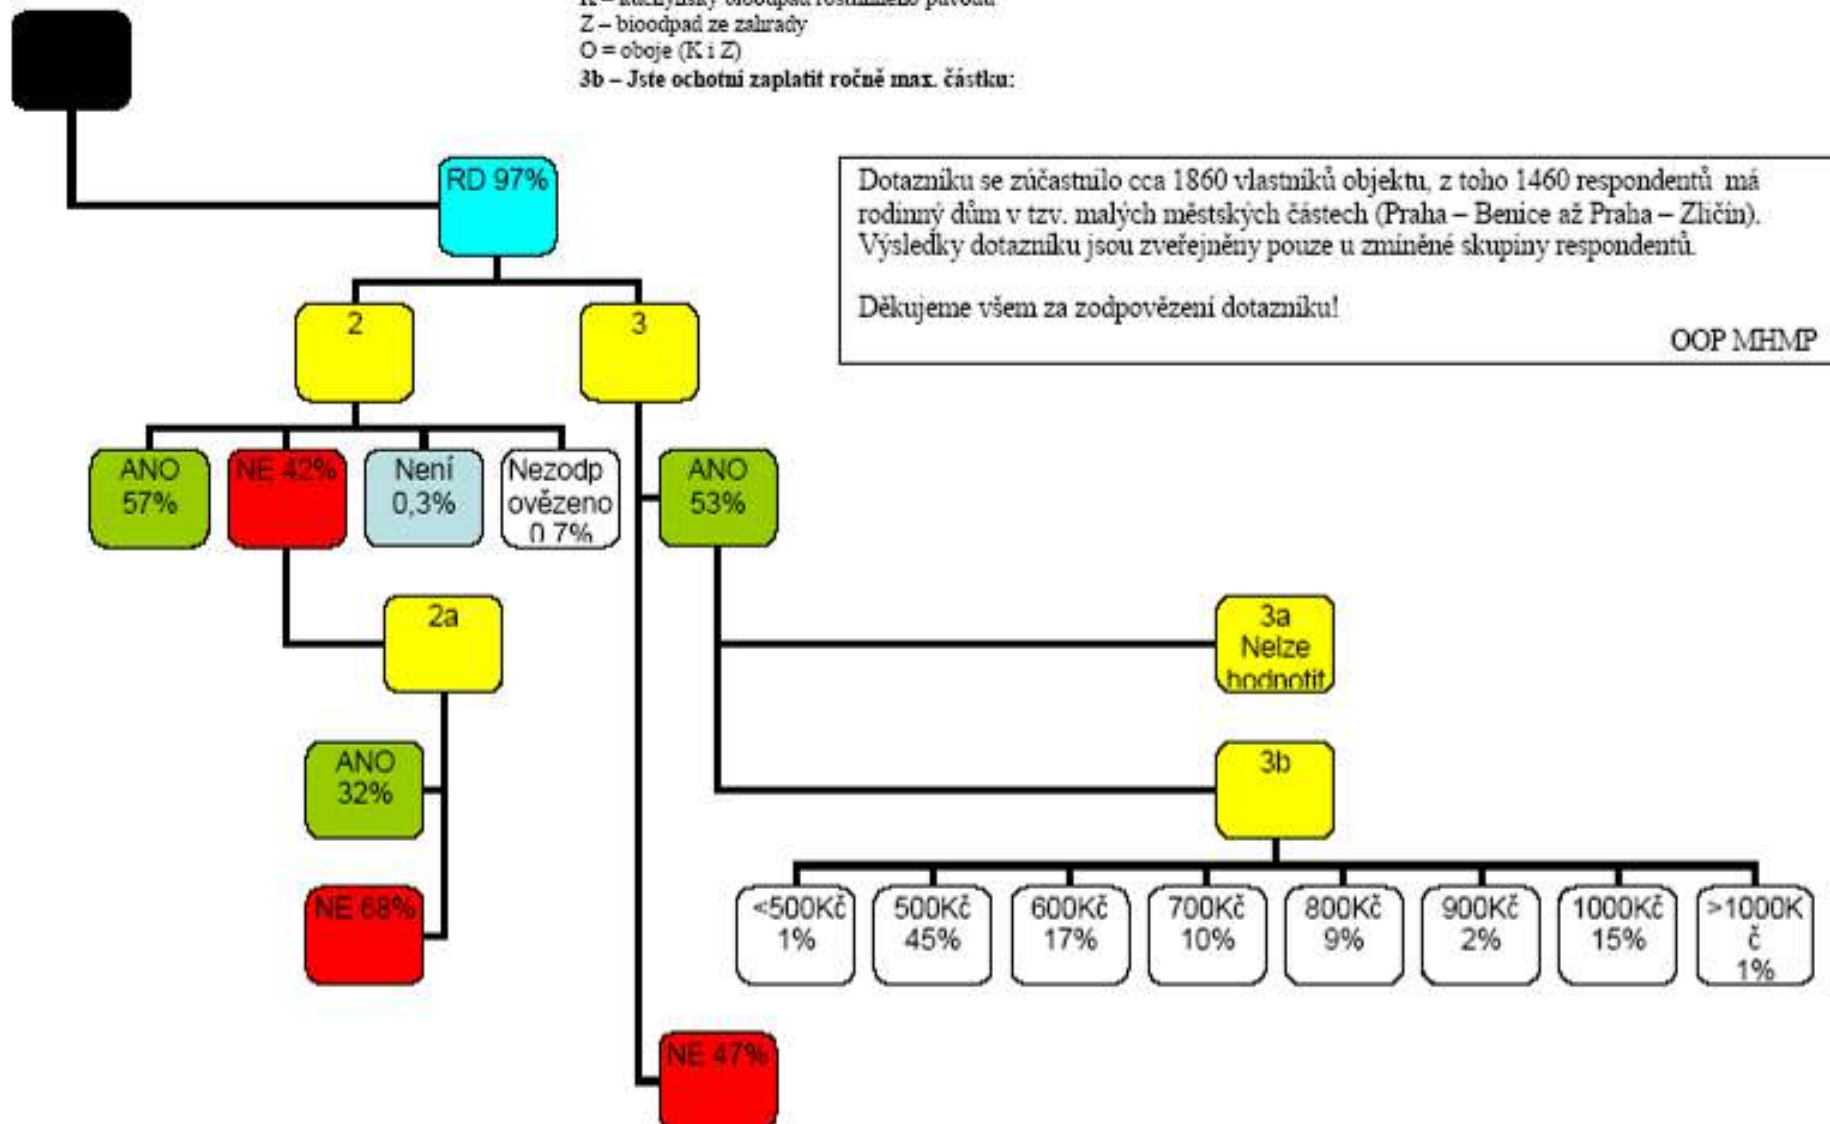 Z – bioodpad ze zahrady
O = oboje (K i Z)
3b – Jste ochotni zaplatit ročně max. částku:
RD 97%
Dotazníku se zúčastnilo cca 1860 vlastníků objektu, z toho 1460 respondentů má
rodinný dům v tzv. malých městských částech (Praha – Benice až Praha – Zličín).
Výsledky dotazníku jsou zveřejněny pouze u zmíněné skupiny respondentů.
Děkujeme všem za zodpovězení dotazníku!
OOP MHMP
2
3
ANO
57%
NE 42%
Není
0,3%
Nezodp
ovězeno
0,7%
ANO
53%
2a
3a
Nelze
hodnotit
ANO
32%
3b
NE 68%
<500Kč
1%
500Kč
45%
600Kč
17%
700Kč
10%
800Kč
9%
900Kč
2%
1000Kč
15%
>1000K
č
1%
NE 47%